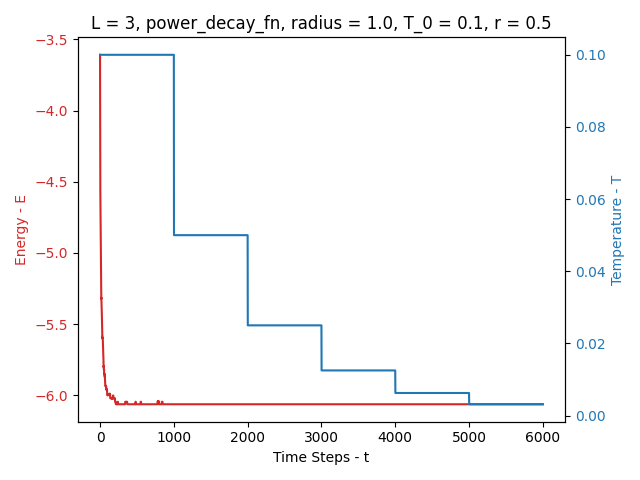 L = 3, power_decay_fn, radius = 1.0, T_0 = 0.1, r = 0.5
−3.5
−4.0
−4.5
−5.0
−5.5
−6.0
Energy - E
0.10
0.08
0.06
0.04
0.02
0.00
Temperature - T
0 1000 2000 3000 4000 5000 6000
Time Steps - t